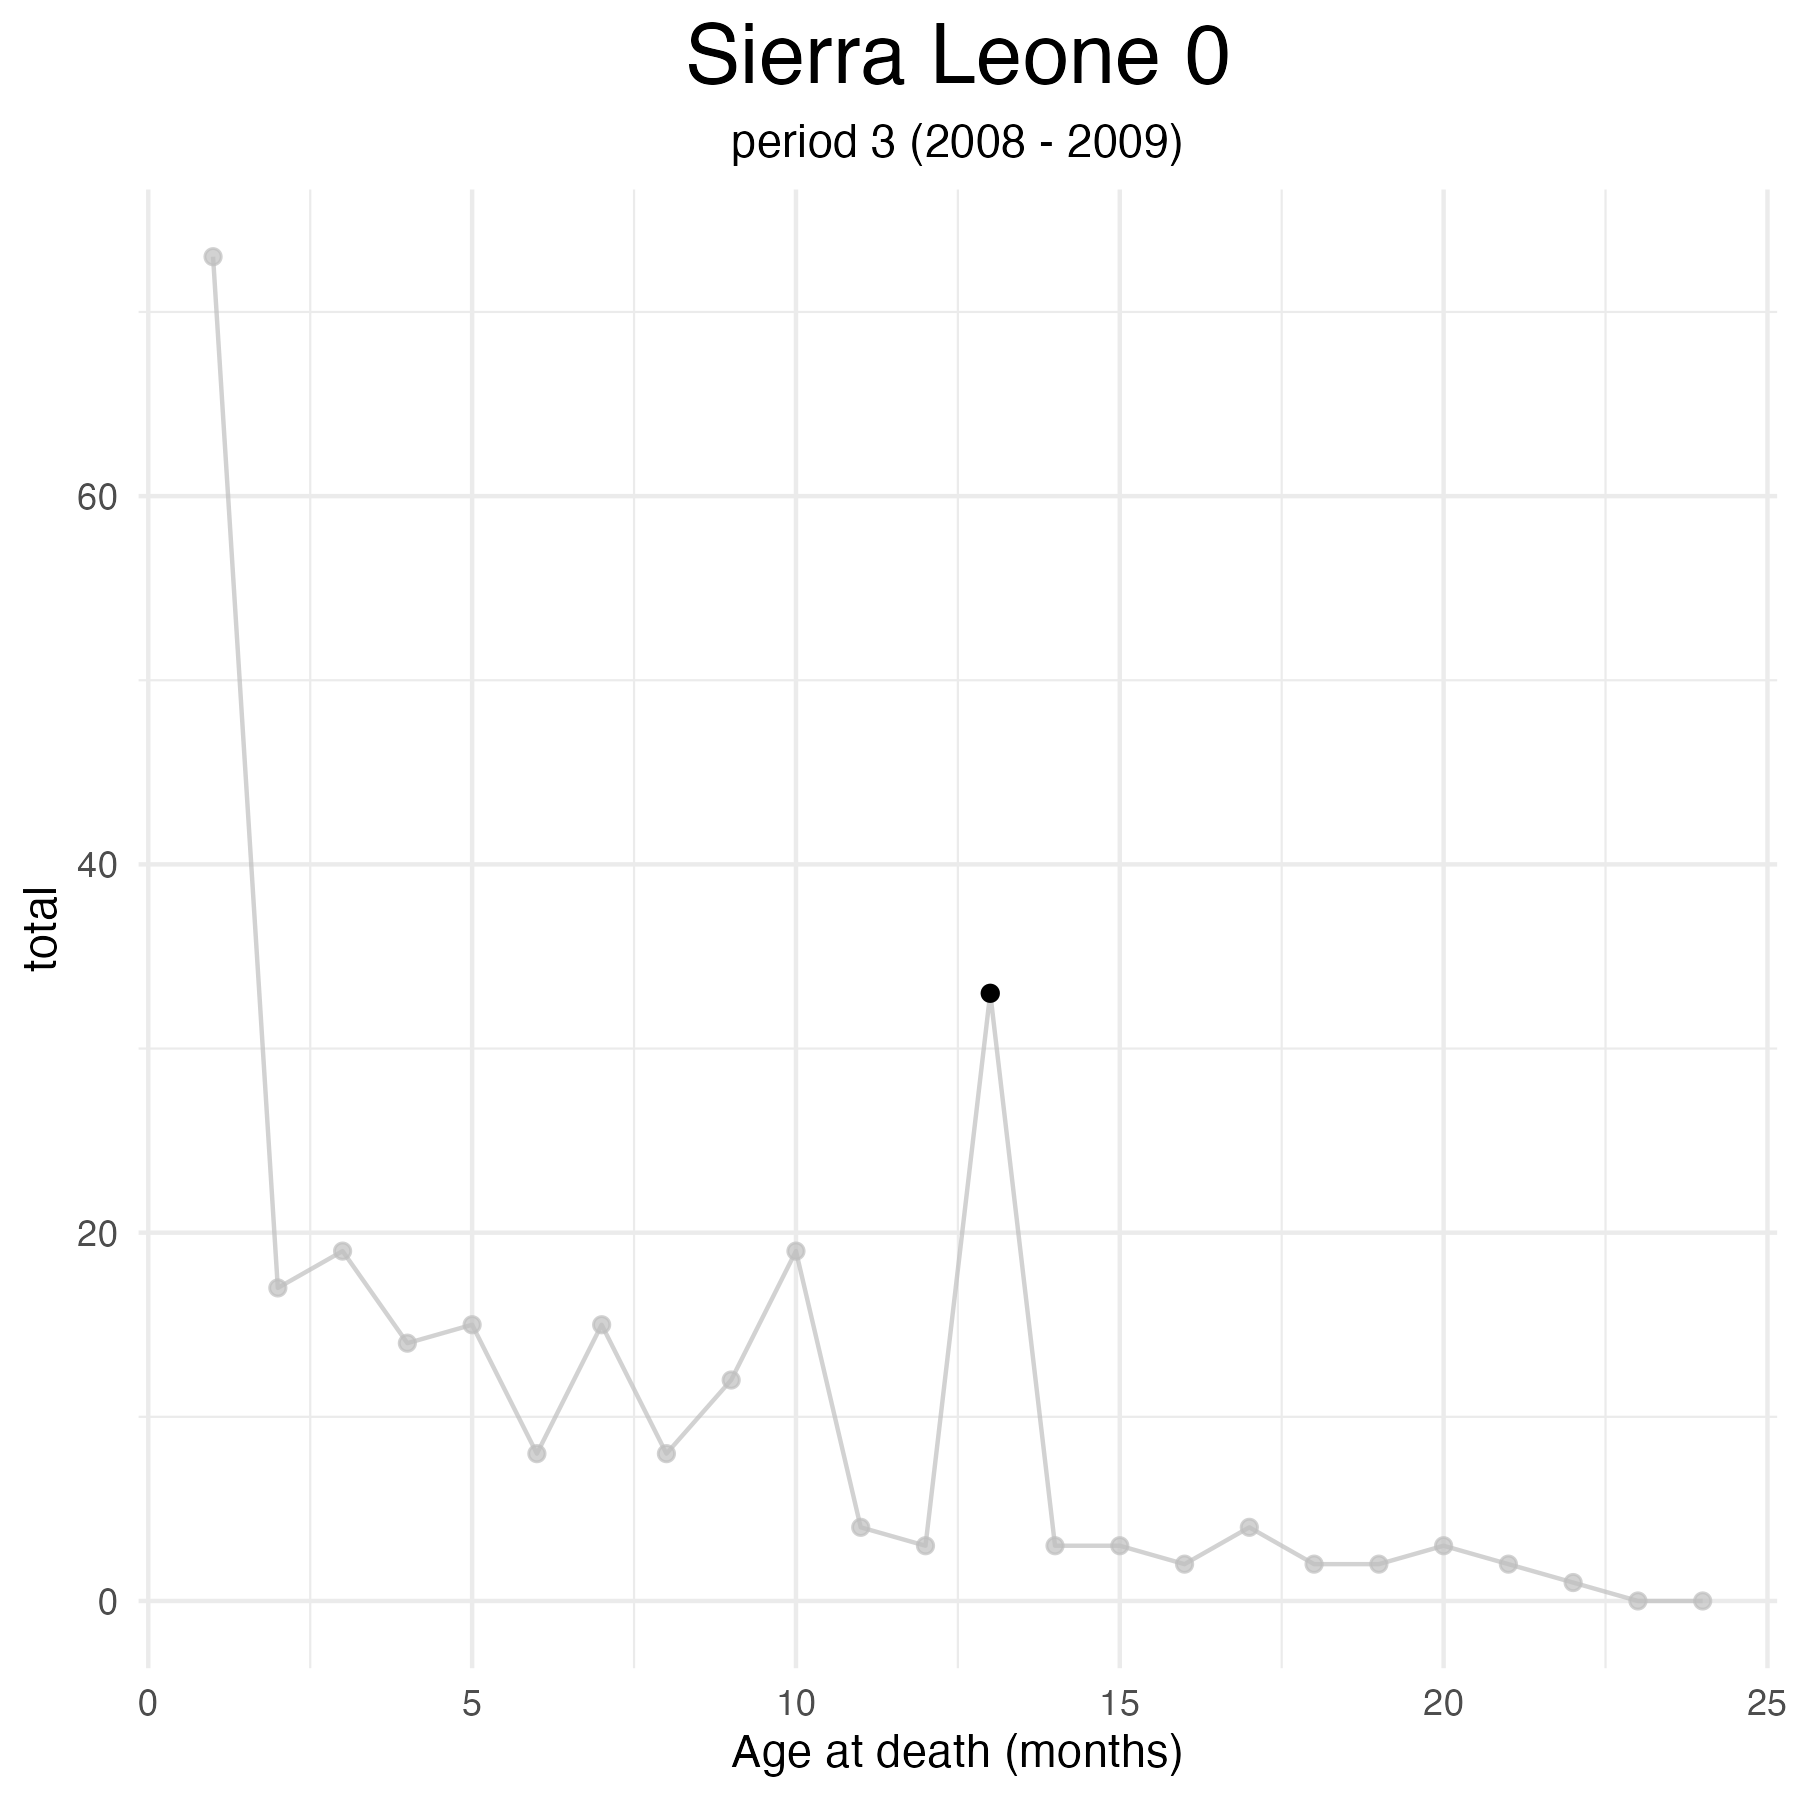 Sierra Leone 0
period 3 (2008 - 2009)
total
60
40
20
0
0 5 10 15 20 25
Age at death (months)